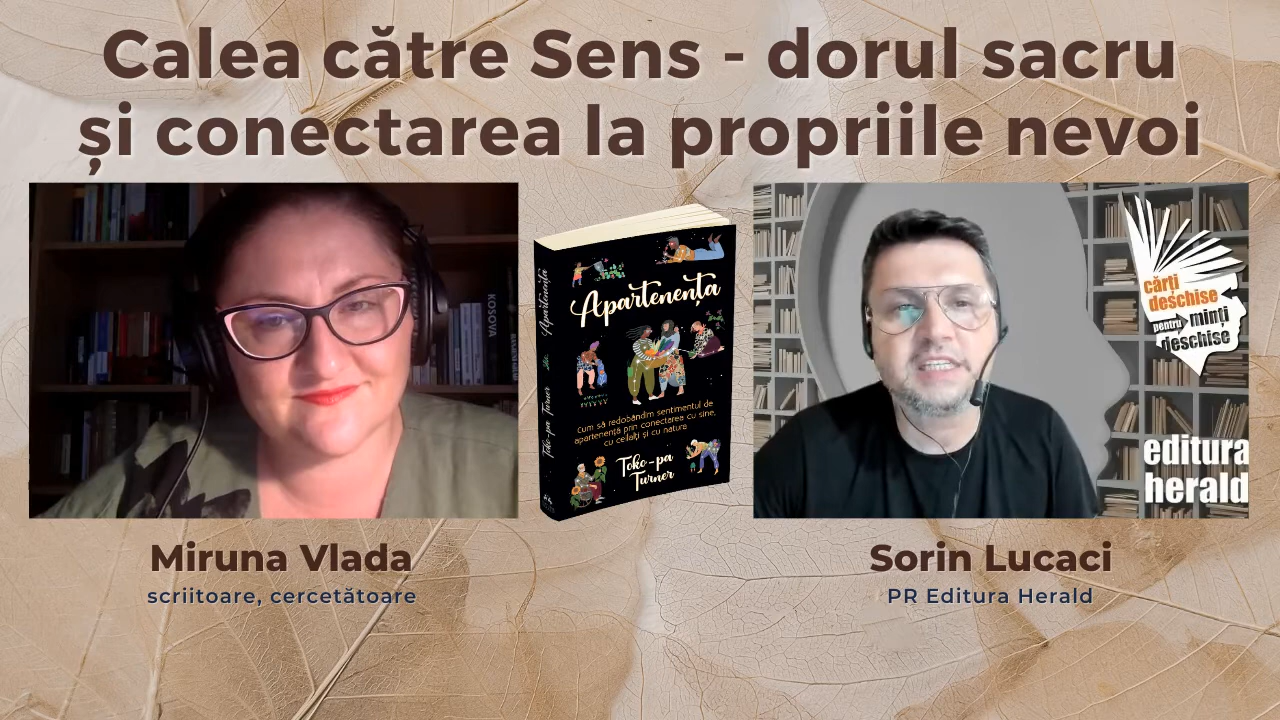 Calea către Sens - dorul sacru
și conectarea la propriile nevoi
KOSOVA
Apartenența
Toko-pa Turner
Apartenența
Cum să redobândim sentimentul de
apartenență prin conectarea cu sine,
cu ceilalți și cu natura
Toko-pa
Turner
cărți
deschise
pentru minți
deschise
editura
herald
Miruna Vlada
scriitoare, cercetătoare
Sorin Lucaci
PR Editura Herald